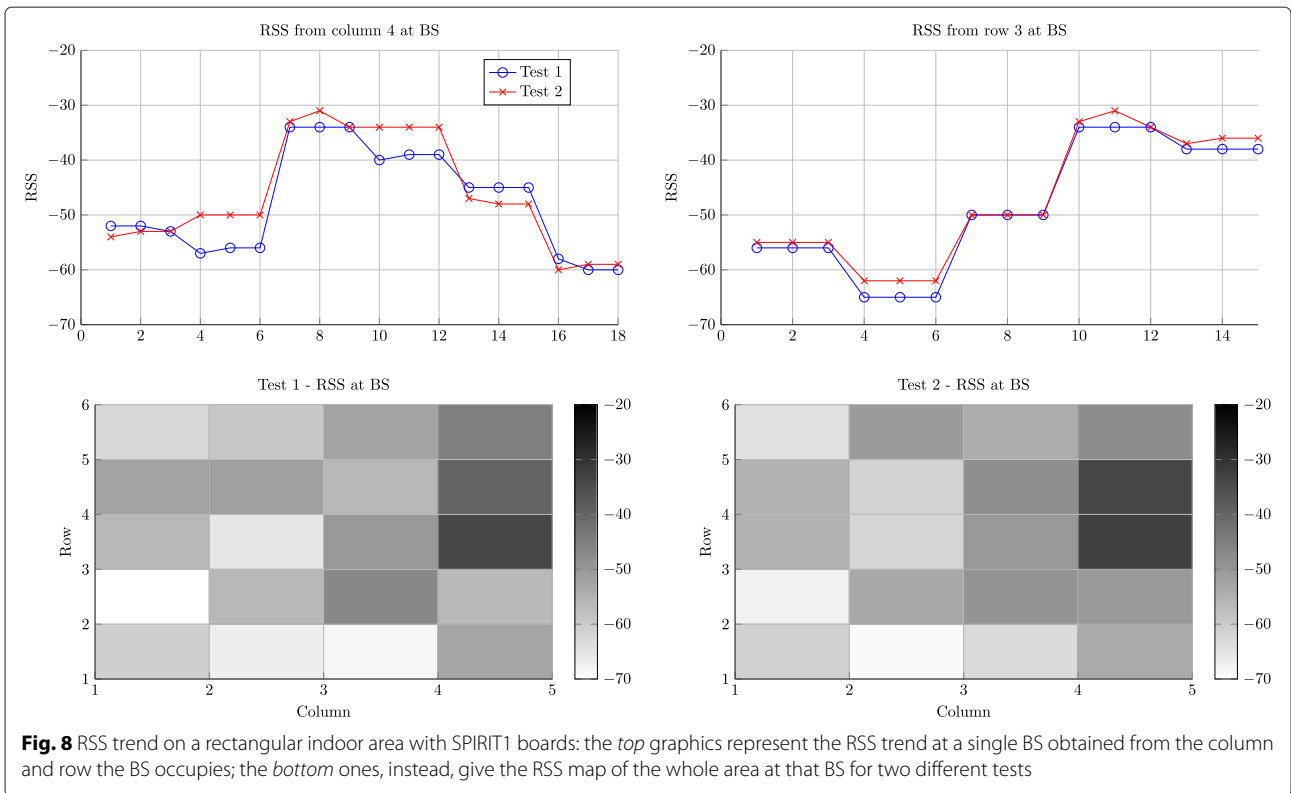 RSS from column 4 at BS
−20
−30
−40
−50
−60
−70
RSS
0 2 4 6 8 10 12 14 16 18
Test 1
Test 2
RSS from row 3 at BS
−20
−30
−40
−50
−60
−70
RSS
0 2 4 6 8 10 12 14
Test 1 - RSS at BS
6
5
4
3
2
1
Row
1 2 3 4 5
Column
−20
−30
−40
−50
−60
−70
Test 2 - RSS at BS
6
5
4
3
2
1
Row
1 2 3 4 5
Column
−20
−30
−40
−50
−60
−70
Fig. 8 RSS trend on a rectangular indoor area with SPIRIT1 boards: the top graphics represent the RSS trend at a single BS obtained from the column
and row the BS occupies; the bottom ones, instead, give the RSS map of the whole area at that BS for two different tests